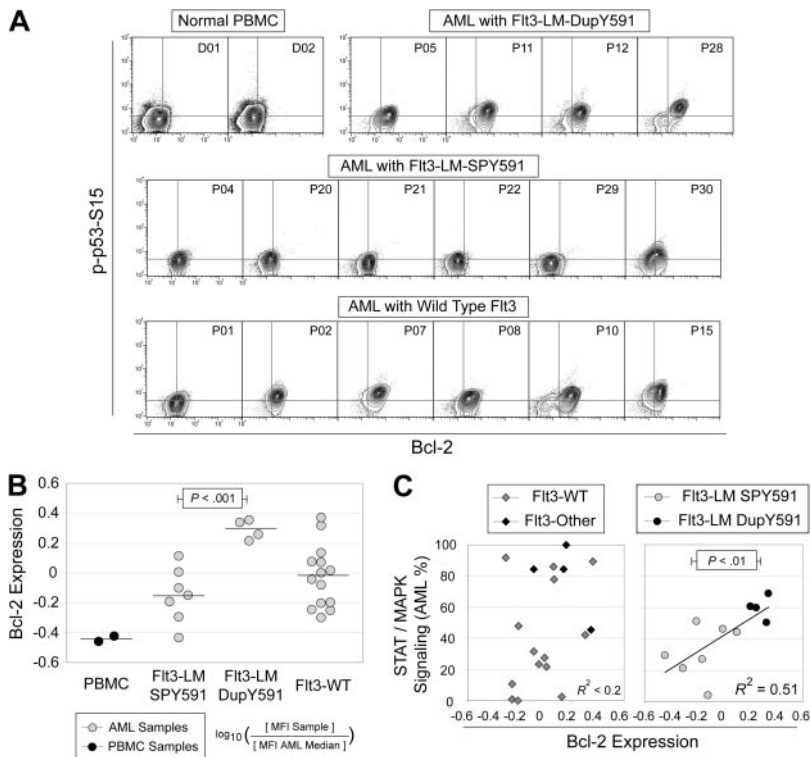 A
Normal PBMC
AML with Flt3-LM-DupY591
D01
D02
P05
P11
P12
P28
AML with Flt3-LM-SPY591
P04
P20
P21
P22
P29
P30
p-p53-S15
AML with Wild Type Flt3
P01
P02
P07
P08
P10
P15
Bcl-2
B
P < .001
Bcl-2 Expression
0.6
0.4
0.2
0
-0.2
-0.4
-0.6
PBMC
Flt3-LM SPY591
Flt3-LM DupY591
Flt3-WT
AML Samples
PBMC Samples
log10 ( [ MFI Sample ] / [ MFI AML Median ] )
C
Flt3-WT
Flt3-Other
Flt3-LM SPY591
Flt3-LM DupY591
STAT / MAPK
Signaling (AML %)
100
80
60
40
20
0
R² < 0.2
P < .01
R² = 0.51
-0.6 -0.4 -0.2 0 0.2 0.4 0.6
-0.6 -0.4 -0.2 0 0.2 0.4 0.6
Bcl-2 Expression